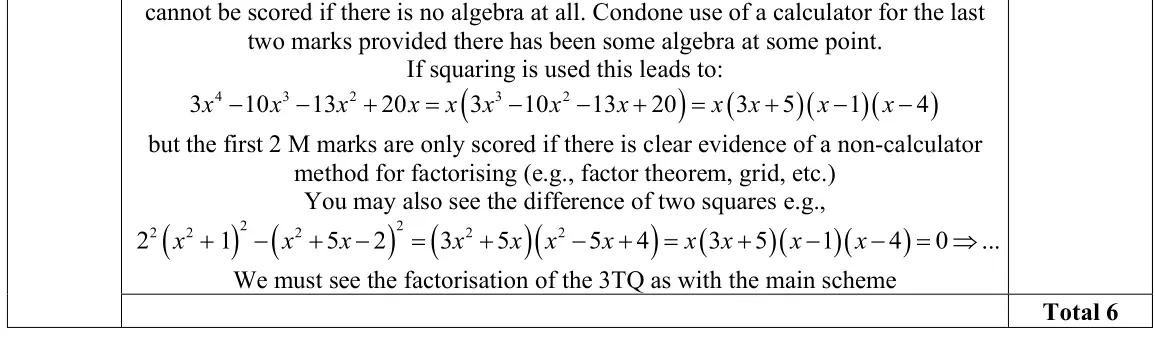 cannot be scored if there is no algebra at all. Condone use of a calculator for the last
two marks provided there has been some algebra at some point.
If squaring is used this leads to:
3x⁴ −10x³ −13x² +20x = x(3x³ −10x² −13x + 20) = x(3x + 5)(x −1)(x − 4)
but the first 2 M marks are only scored if there is clear evidence of a non-calculator
method for factorising (e.g., factor theorem, grid, etc.)
You may also see the difference of two squares e.g.,
2²(x² + 1)² −(x² + 5x − 2)² = (3x² + 5x)(x² − 5x + 4) = x(3x + 5)(x −1)(x − 4) = 0 ⇒ ...
We must see the factorisation of the 3TQ as with the main scheme
Total 6